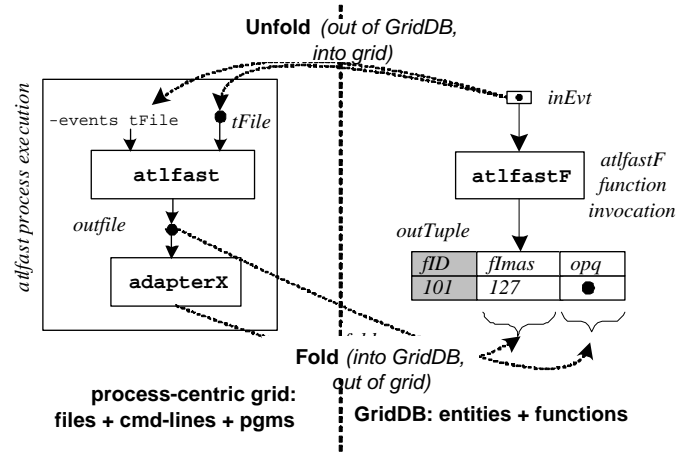 Unfold (out of GridDB,
into grid)
atlfast process execution
-events tFile
tFile
atlfast
outfile
adapterX
inEvt
atlfastF
atlfastF
function
invocation
outTuple
fID fImas opq
101 127
Fold (into GridDB,
out of grid)
process-centric grid:
files + cmd-lines + pgms
GridDB: entities + functions